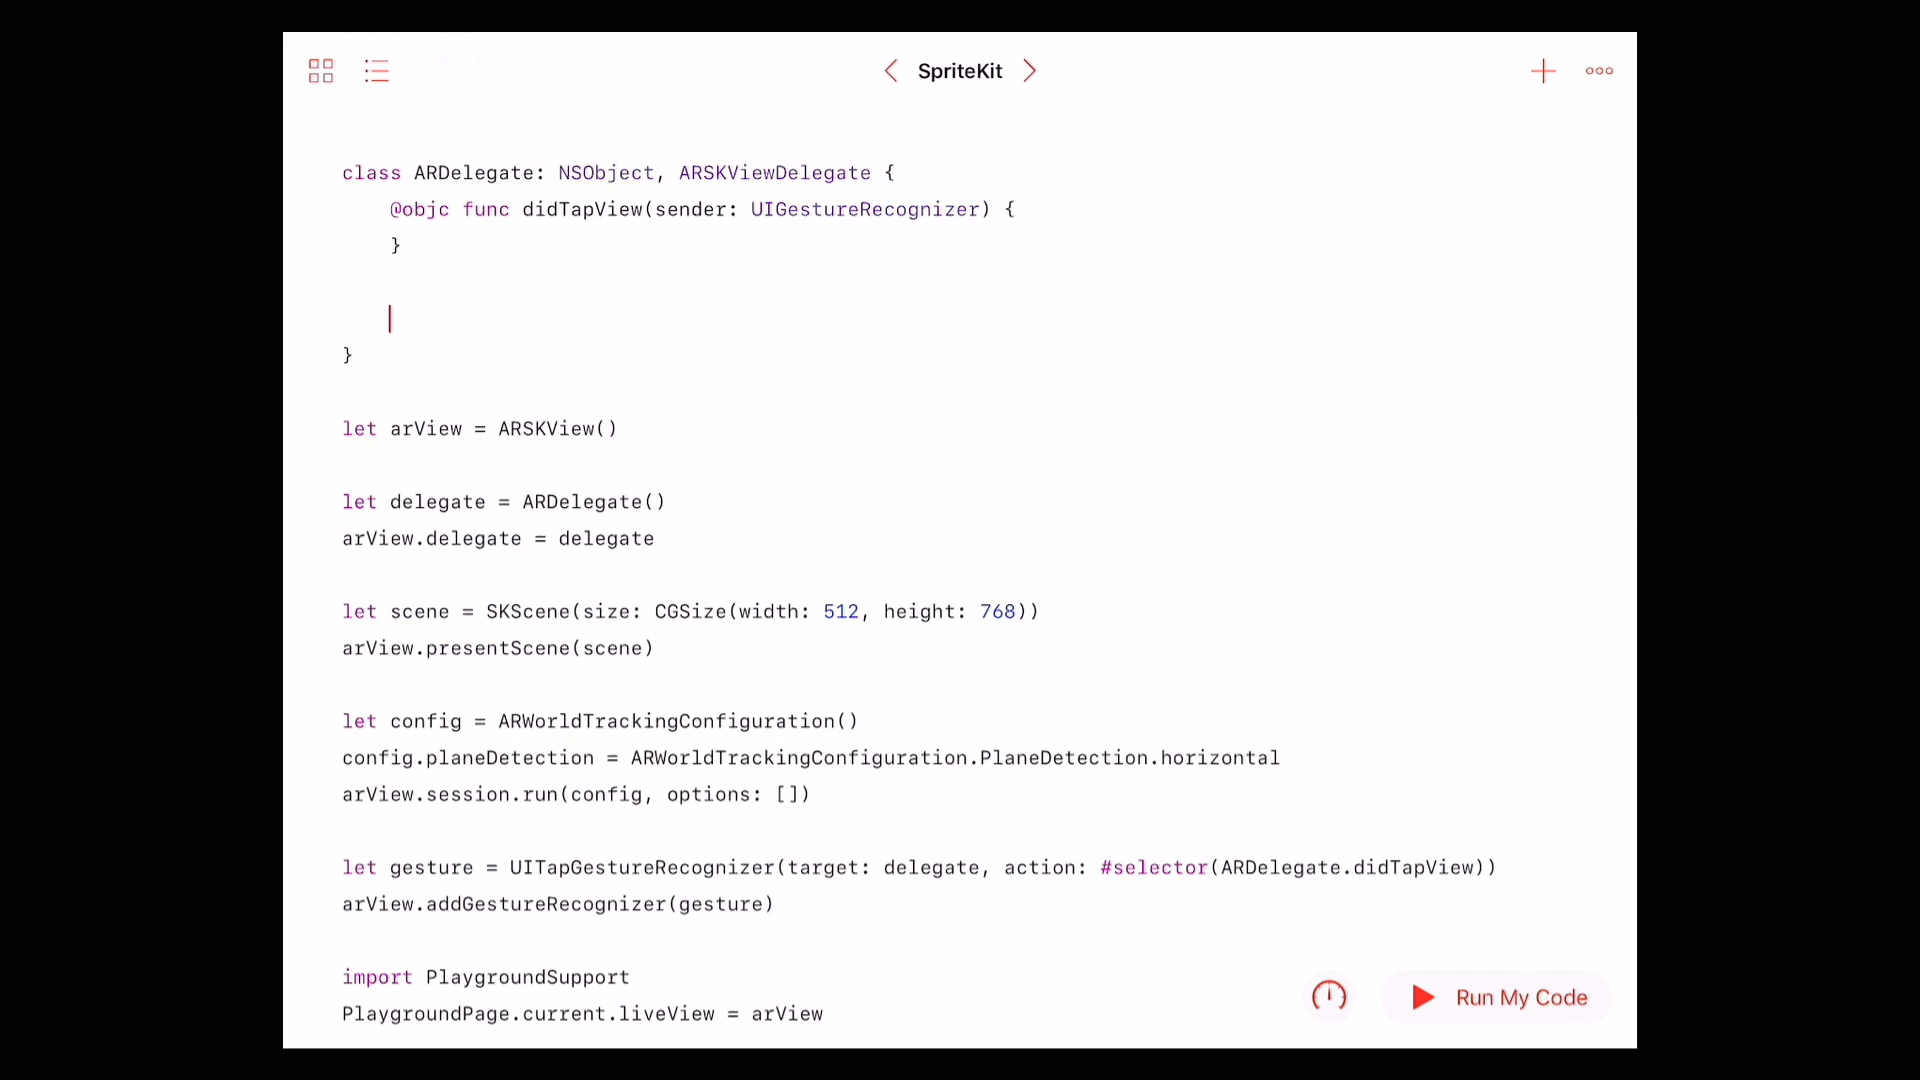 SpriteKit
class ARDelegate: NSObject, ARSKViewDelegate {
@objc func didTapView(sender: UIGestureRecognizer) {
}
}
let arView = ARSKView()
let delegate = ARDelegate()
arView.delegate = delegate
let scene = SKScene(size: CGSize(width: 512, height: 768))
arView.presentScene(scene)
let config = ARWorldTrackingConfiguration()
config.planeDetection = ARWorldTrackingConfiguration.PlaneDetection.horizontal
arView.session.run(config, options: [])
let gesture = UITapGestureRecognizer(target: delegate, action: #selector(ARDelegate.didTapView))
arView.addGestureRecognizer(gesture)
import PlaygroundSupport
PlaygroundPage.current.liveView = arView
Run My Code